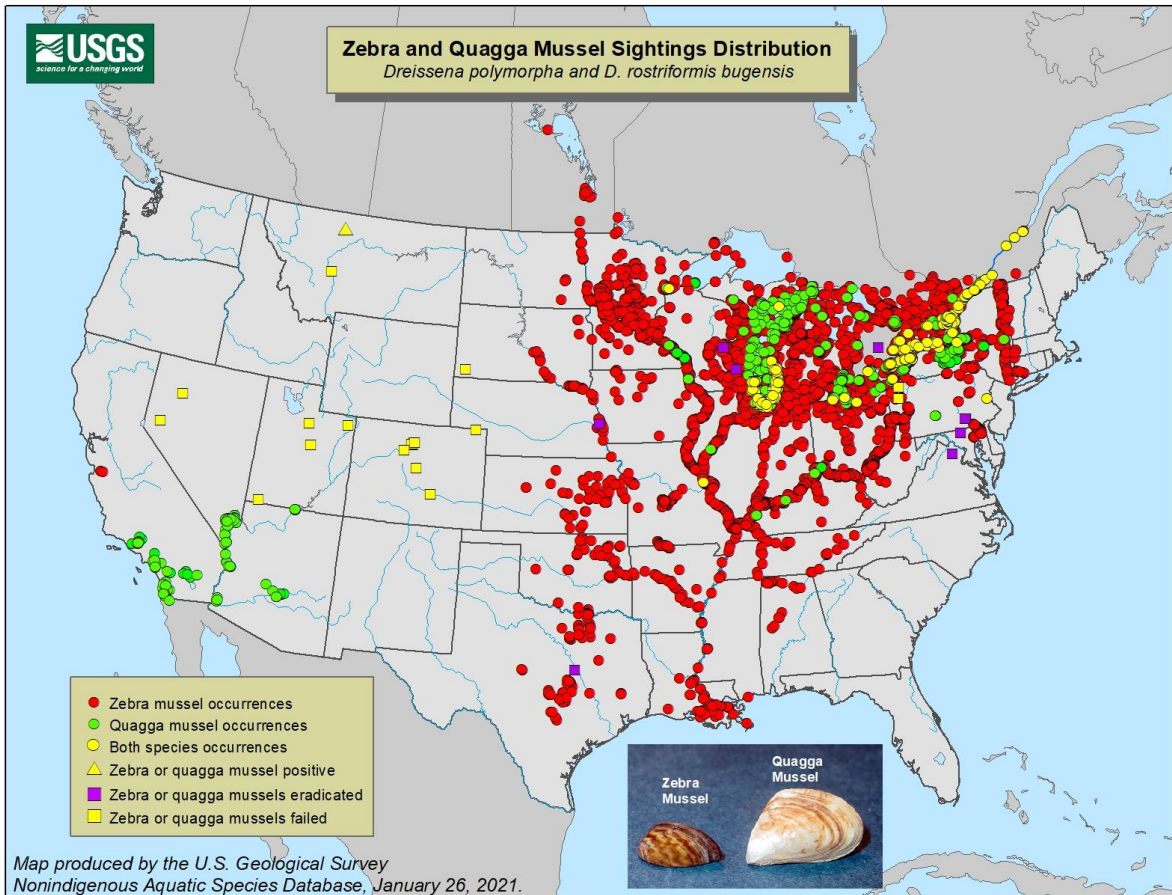 USGS
science for a changing world
Zebra and Quagga Mussel Sightings Distribution
Dreissena polymorpha and D. rostriformis bugensis
Zebra mussel occurrences
Quagga mussel occurrences
Both species occurrences
Zebra or quagga mussel positive
Zebra or quagga mussels eradicated
Zebra or quagga mussels failed
Zebra
Mussel
Quagga
Mussel
Map produced by the U.S. Geological Survey
Nonindigenous Aquatic Species Database, January 26, 2021.